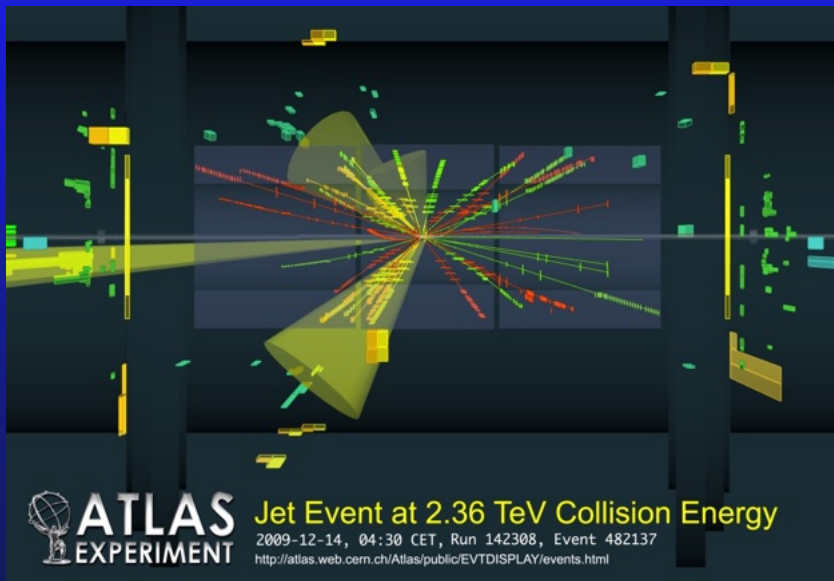 ATLAS
EXPERIMENT
Jet Event at 2.36 TeV Collision Energy
2009-12-14, 04:30 CET, Run 142308, Event 482137
http://atlas.web.cern.ch/Atlas/public/EVTDISPLAY/events.html